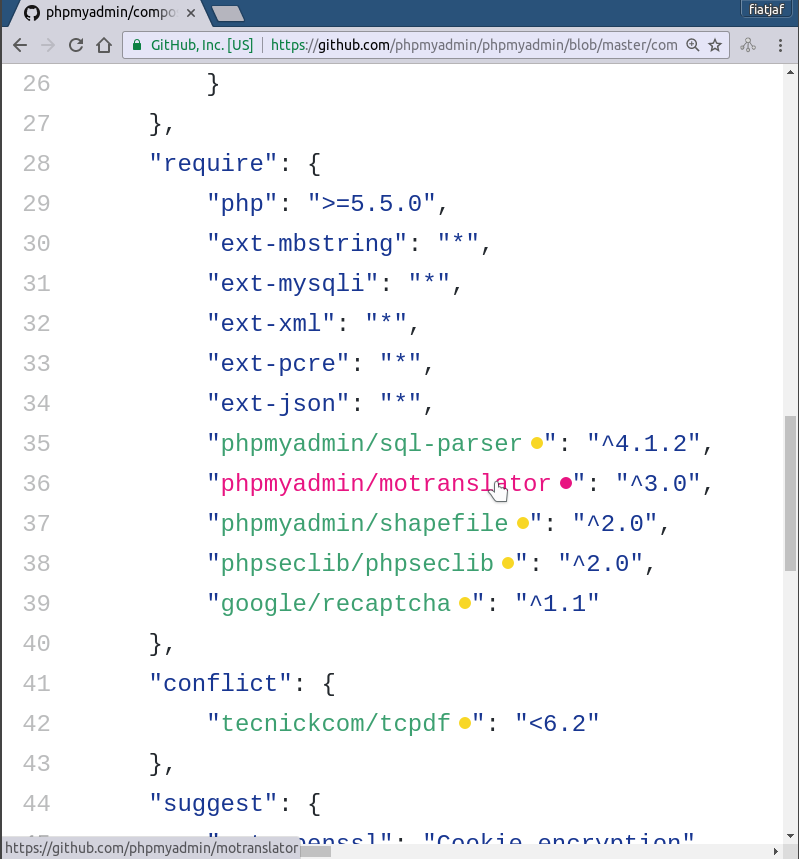 phpmyadmin/compo
fiatjaf
GitHub, Inc. [US] https://github.com/phpmyadmin/phpmyadmin/blob/master/com
26 }
27 },
28 "require": {
29 "php": ">=5.5.0",
30 "ext-mbstring": "*",
31 "ext-mysqli": "*",
32 "ext-xml": "*",
33 "ext-pcre": "*",
34 "ext-json": "*",
35 "phpmyadmin/sql-parser": "^4.1.2",
36 "phpmyadmin/motranslator": "^3.0",
37 "phpmyadmin/shapefile": "^2.0",
38 "phpseclib/phpseclib": "^2.0",
39 "google/recaptcha": "^1.1"
40 },
41 "conflict": {
42 "tecnickcom/tcpdf": "<6.2"
43 },
44 "suggest": {
"Cookie encryption"
https://github.com/phpmyadmin/motranslator